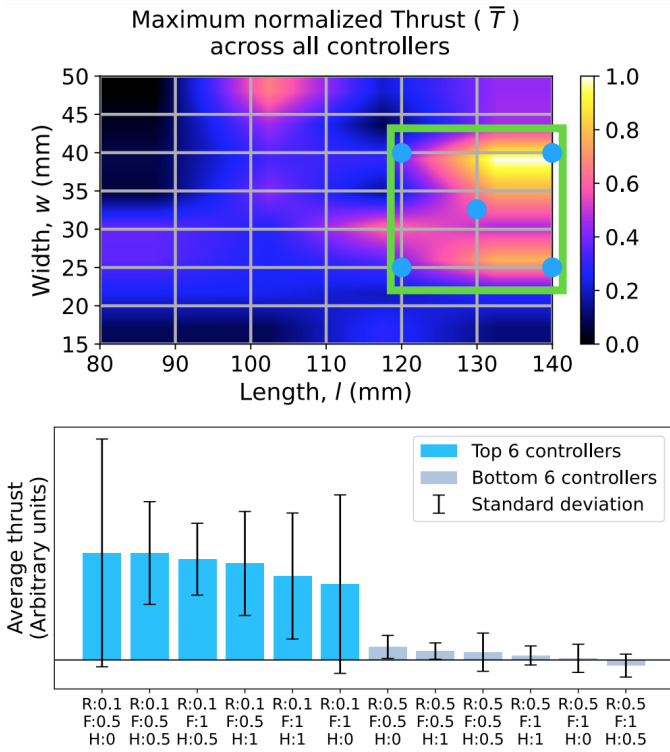 Maximum normalized Thrust ( T̅ )
across all controllers
Width, w (mm)
50
45
40
35
30
25
20
15
80 90 100 110 120 130 140
Length, l (mm)
1.0
0.8
0.6
0.4
0.2
0.0
Average thrust
(Arbitrary units)
Top 6 controllers
Bottom 6 controllers
Standard deviation
R:0.1 R:0.1 R:0.1 R:0.1 R:0.1 R:0.1 R:0.5 R:0.5 R:0.5 R:0.5 R:0.5 R:0.5
F:0.5 F:0.5 F:1 F:0.5 F:1 F:1 F:0.5 F:0.5 F:0.5 F:1 F:1 F:1
H:0 H:0.5 H:0.5 H:1 H:1 H:0 H:0 H:1 H:0.5 H:1 H:0 H:0.5